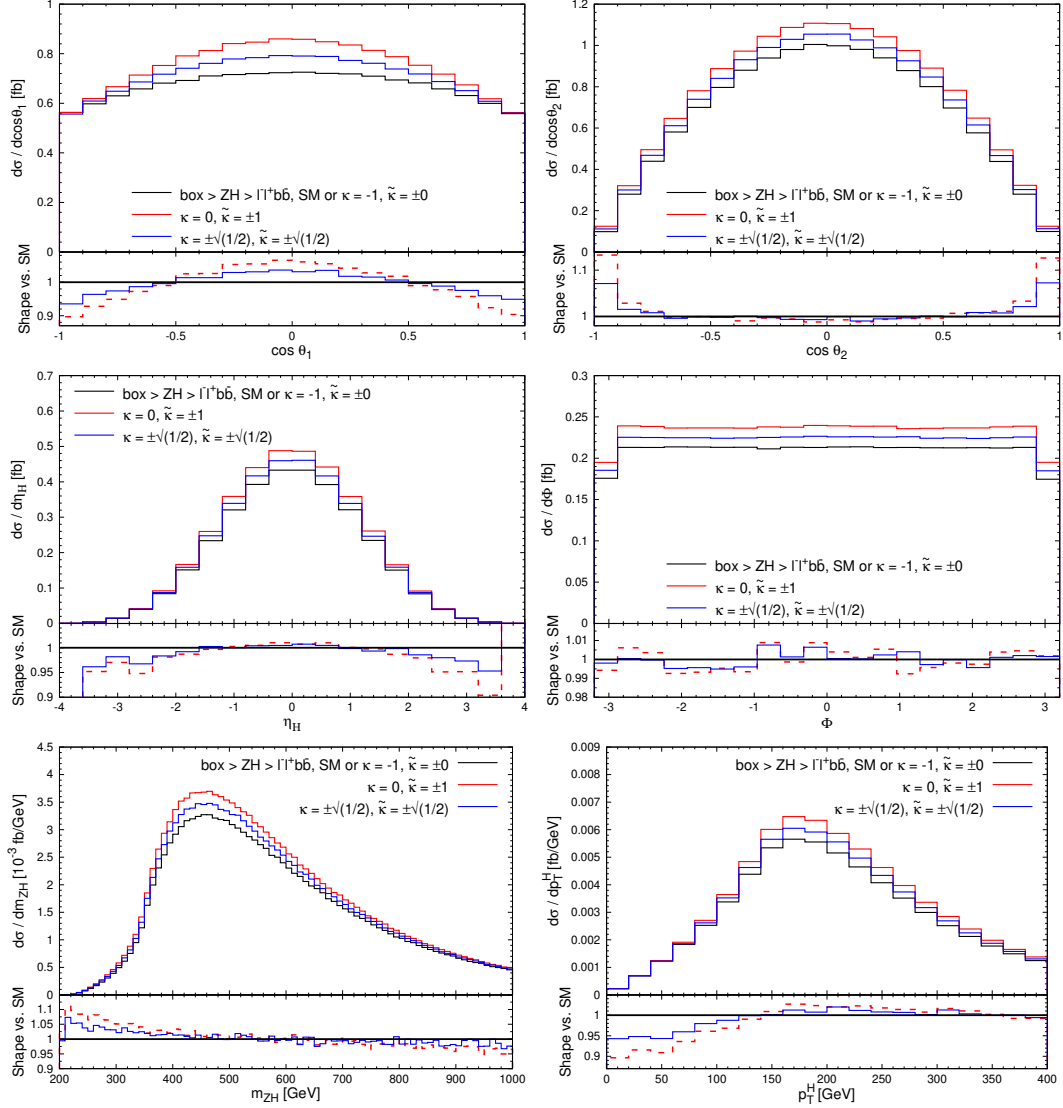 dσ / dcosθ₁ [fb]
1
0.8
0.6
0.4
0.2
0
box > ZH > l⁻l⁺bb̄, SM or κ = -1, κ̃ = ±0
κ = 0, κ̃ = ±1
κ = ±√(1/2), κ̃ = ±√(1/2)
Shape vs. SM
1
0.9
-1 -0.5 0 0.5 1
cos θ₁
dσ / dcosθ₂ [fb]
1.2
1.0
0.8
0.6
0.4
0.2
0
box > ZH > l⁻l⁺bb̄, SM or κ = -1, κ̃ = ±0
κ = 0, κ̃ = ±1
κ = ±√(1/2), κ̃ = ±√(1/2)
Shape vs. SM
1.1
1
-1 -0.5 0 0.5 1
cos θ₂
dσ / dη_H [fb]
0.7
0.6
0.5
0.4
0.3
0.2
0.1
0
box > ZH > l⁻l⁺bb̄, SM or κ = -1, κ̃ = ±0
κ = 0, κ̃ = ±1
κ = ±√(1/2), κ̃ = ±√(1/2)
Shape vs. SM
1
0.95
0.9
-4 -3 -2 -1 0 1 2 3 4
η_H
dσ / dΦ [fb]
0.3
0.25
0.2
0.15
0.1
0.05
0
box > ZH > l⁻l⁺bb̄, SM or κ = -1, κ̃ = ±0
κ = 0, κ̃ = ±1
κ = ±√(1/2), κ̃ = ±√(1/2)
Shape vs. SM
1.01
1
0.99
0.98
-3 -2 -1 0 1 2 3
Φ
dσ / dm_ZH [10⁻³ fb/GeV]
4.5
4
3.5
3
2.5
2
1.5
1
0.5
0
box > ZH > l⁻l⁺bb̄, SM or κ = -1, κ̃ = ±0
κ = 0, κ̃ = ±1
κ = ±√(1/2), κ̃ = ±√(1/2)
Shape vs. SM
1.1
1.05
1
0.95
0.9
200 300 400 500 600 700 800 900 1000
m_ZH [GeV]
dσ / dp_T^H [fb/GeV]
0.009
0.008
0.007
0.006
0.005
0.004
0.003
0.002
0.001
0
box > ZH > l⁻l⁺bb̄, SM or κ = -1, κ̃ = ±0
κ = 0, κ̃ = ±1
κ = ±√(1/2), κ̃ = ±√(1/2)
Shape vs. SM
1
0.95
0.9
0 50 100 150 200 250 300 350 400
p_T^H [GeV]